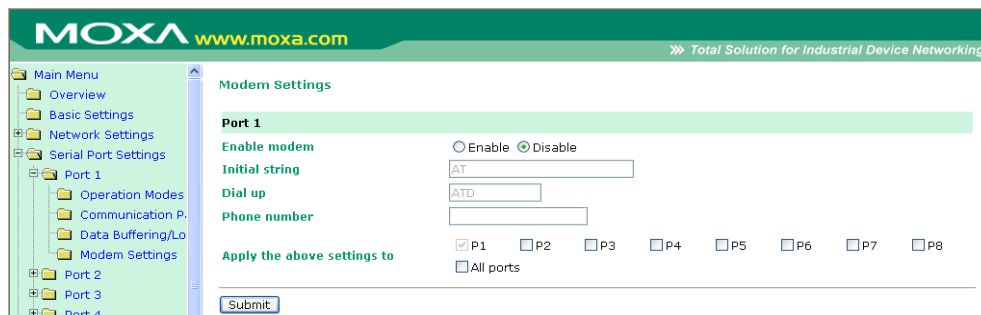 MOXA www.moxa.com
Total Solution for Industrial Device Networking
Main Menu
Overview
Basic Settings
Network Settings
Serial Port Settings
Port 1
Operation Modes
Communication P
Data Buffering/Lo
Modem Settings
Port 2
Port 3
Port 4
Modem Settings
Port 1
Enable modem Enable Disable
Initial string AT
Dial up ATD
Phone number
Apply the above settings to P1 P2 P3 P4 P5 P6 P7 P8
All ports
Submit